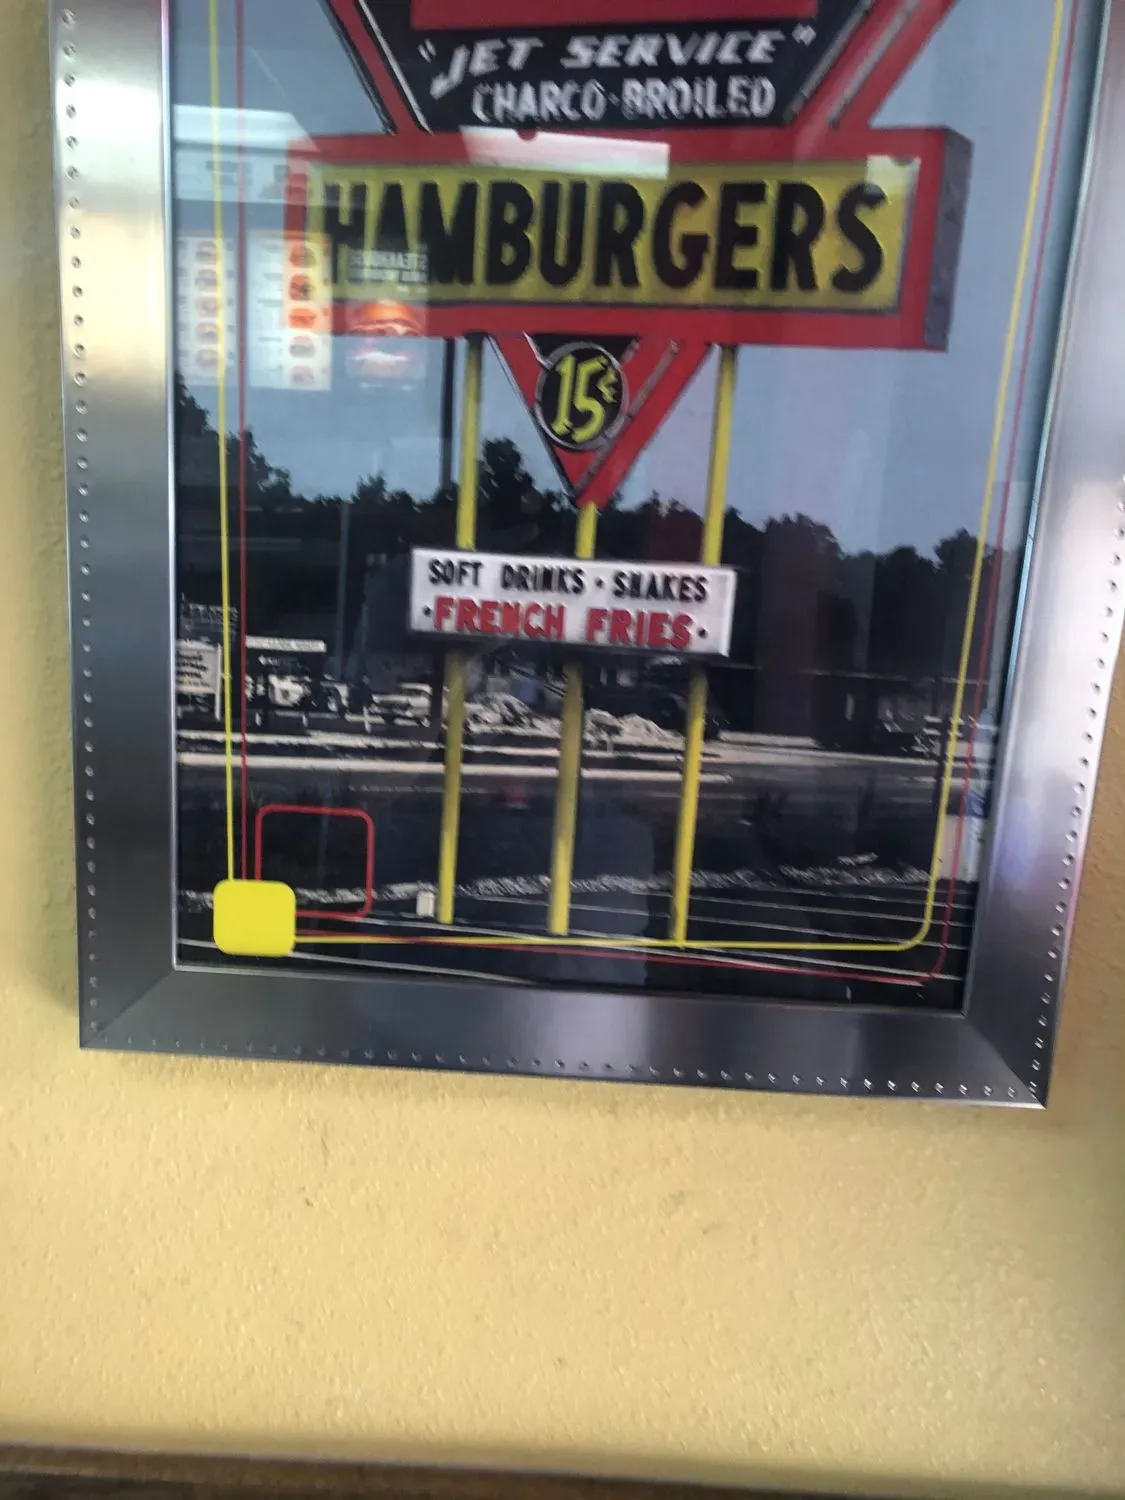 "JET SERVICE"
CHARCO-BROILED
HAMBURGERS
15¢
SOFT DRINKS • SHAKES
•FRENCH FRIES•